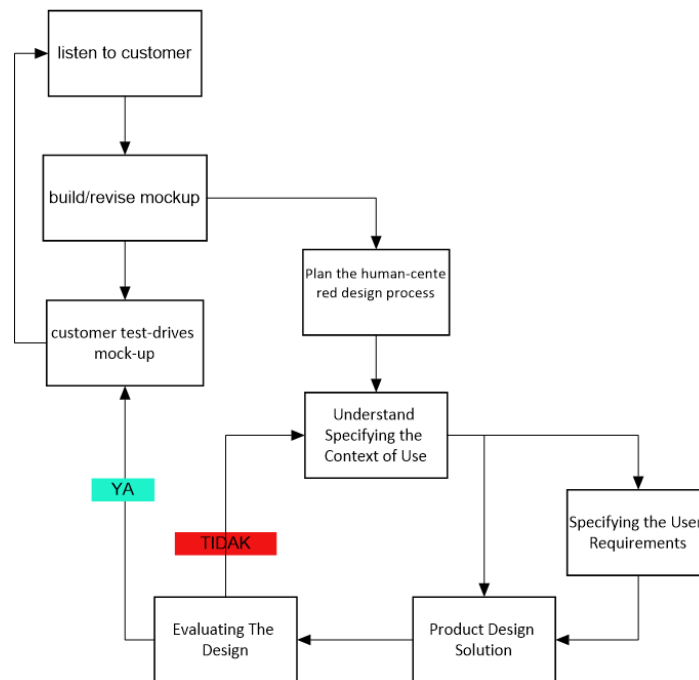 listen to customer
build/revise mockup
Plan the human-cente
red design process
customer test-drives
mock-up
Understand
Specifying the
Context of Use
YA
TIDAK
Specifying the User
Requirements
Evaluating The
Design
Product Design
Solution